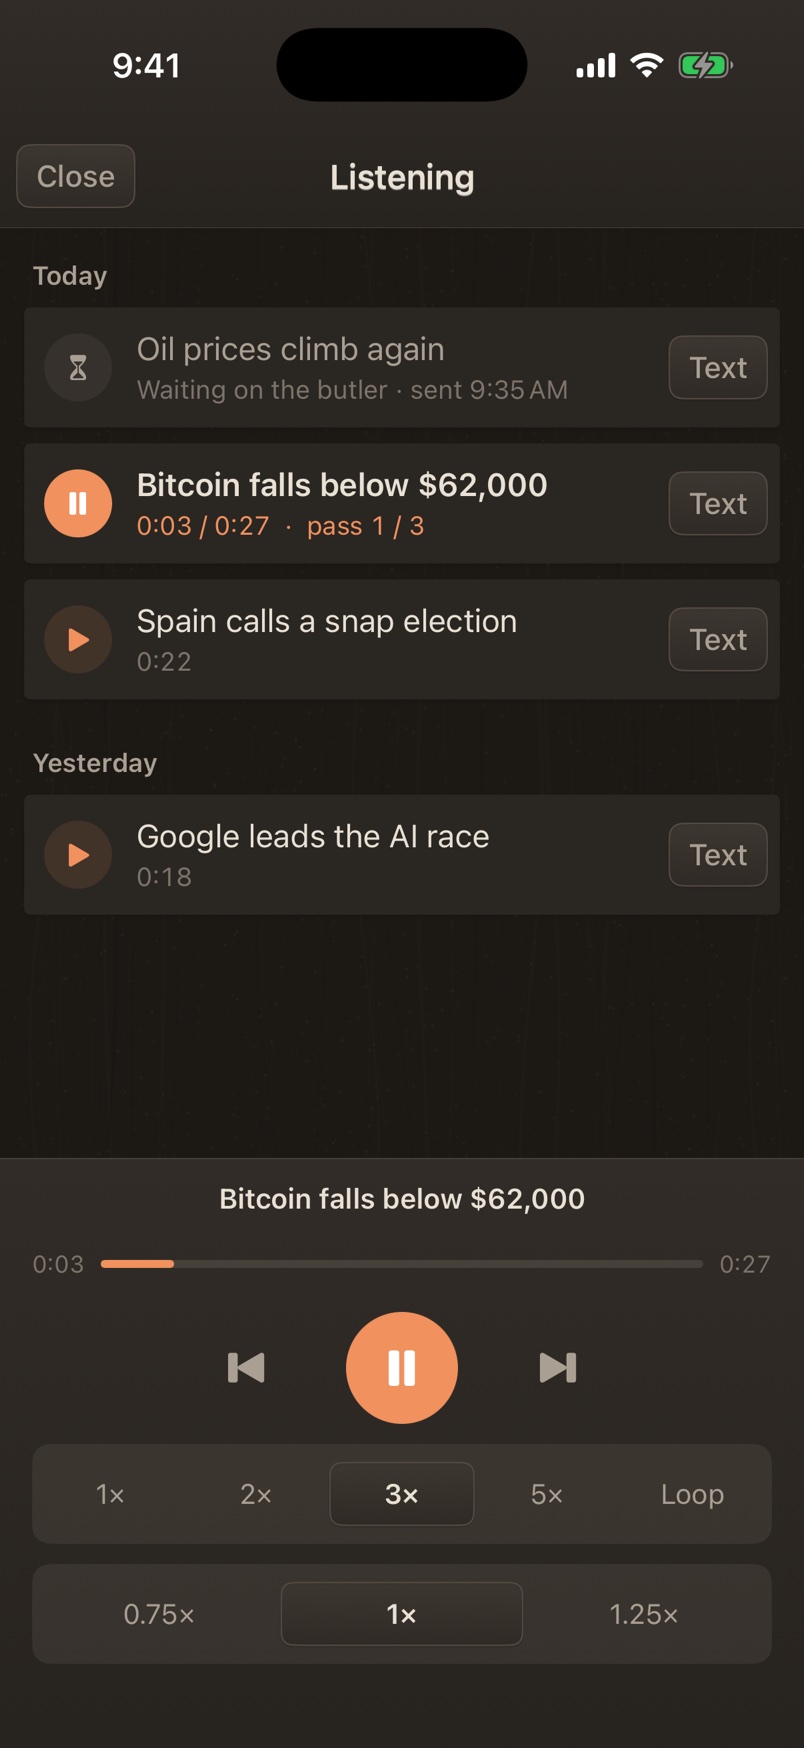 9:41
Close
Listening
Today
Oil prices climb again
Waiting on the butler · sent 9:35 AM
Text
Bitcoin falls below $62,000
0:03 / 0:27 · pass 1 / 3
Text
Spain calls a snap election
0:22
Text
Yesterday
Google leads the AI race
0:18
Text
Bitcoin falls below $62,000
0:03
0:27
1× 2× 3× 5× Loop
0.75× 1× 1.25×